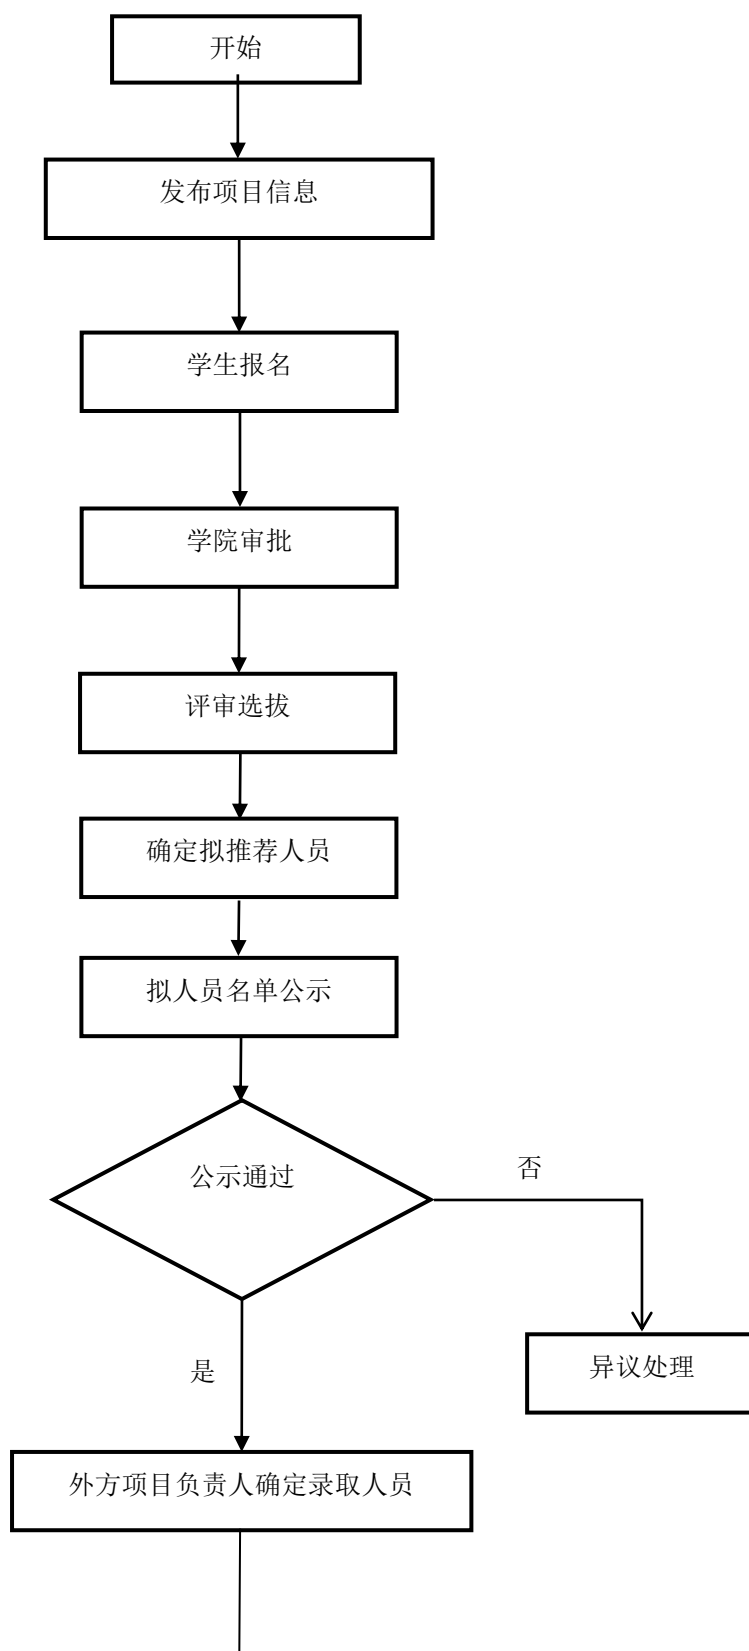 开始
发布项目信息
学生报名
学院审批
评审选拔
确定拟推荐人员
拟人员名单公示
公示通过
否
是
异议处理
外方项目负责人确定录取人员